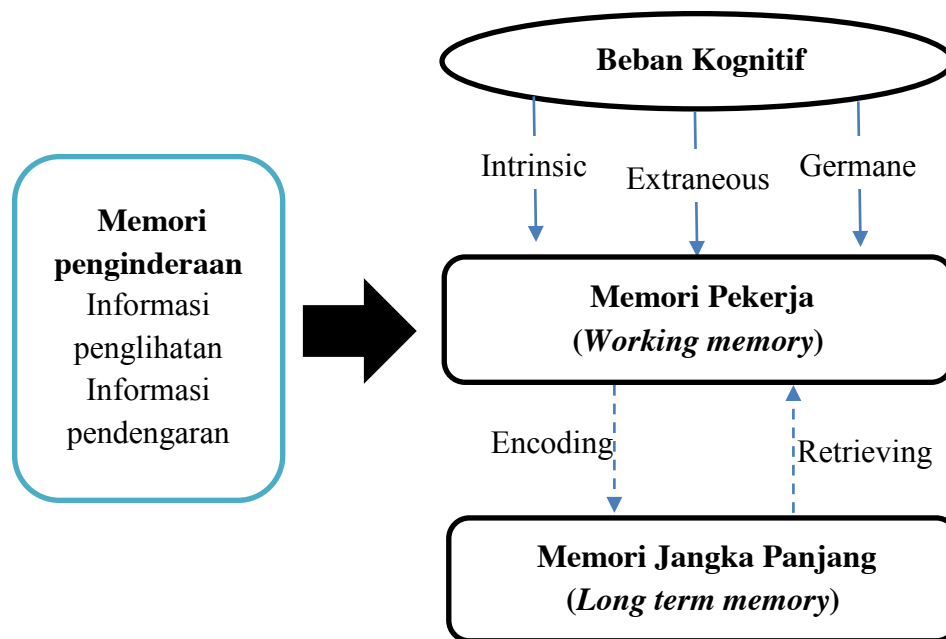 Beban Kognitif
Intrinsic
Extraneous
Germane
Memori
penginderaan
Informasi
penglihatan
Informasi
pendengaran
Memori Pekerja
(Working memory)
Encoding
Retrieving
Memori Jangka Panjang
(Long term memory)